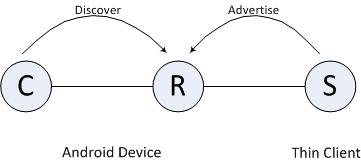 Discover Advertise
C R S
Android Device Thin Client